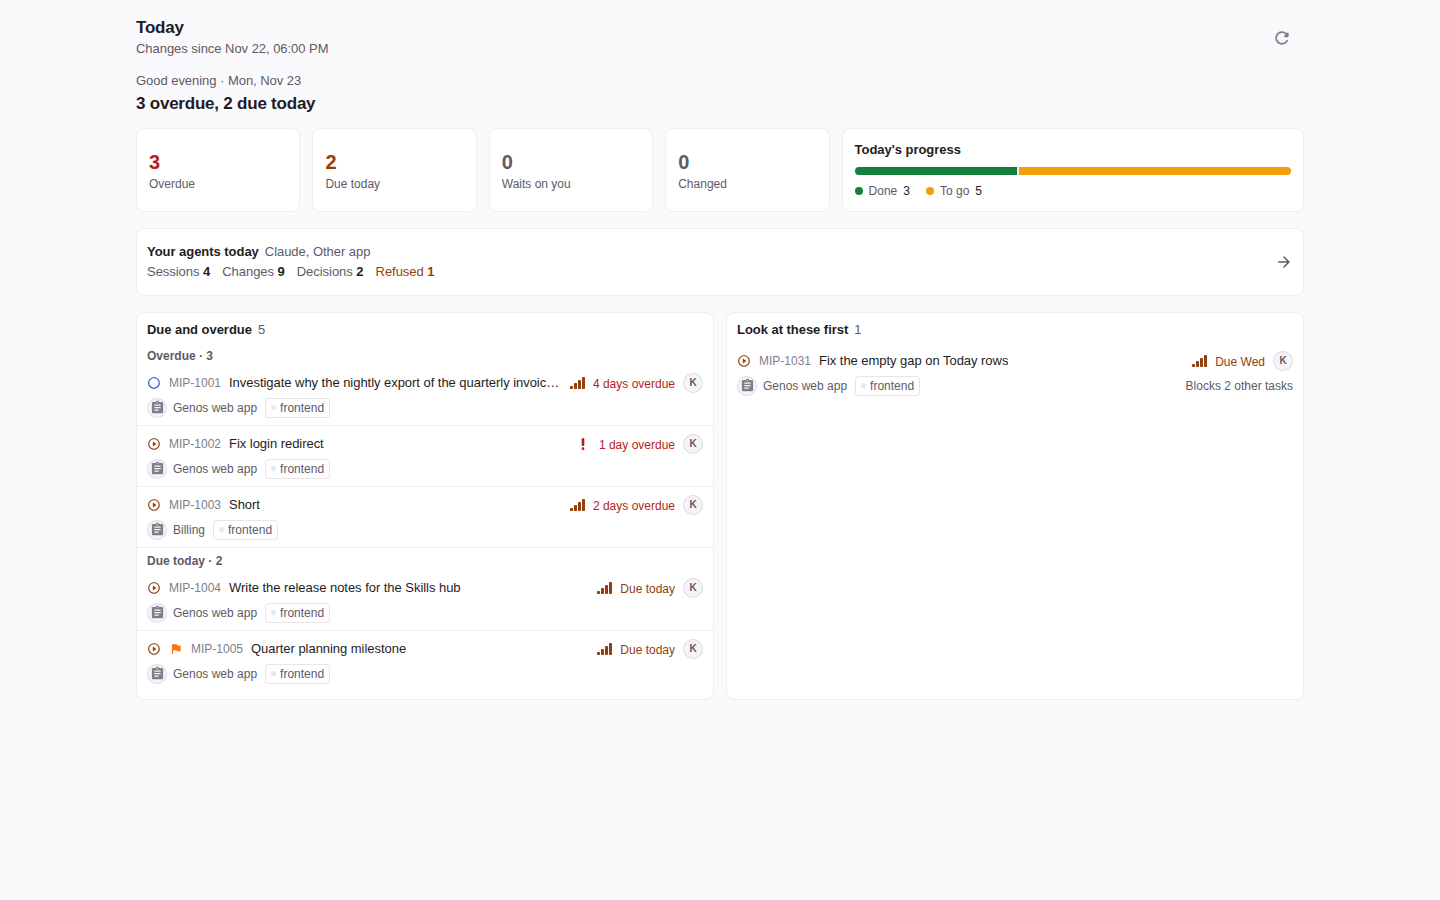 Today
Changes since Nov 22, 06:00 PM
Good evening · Mon, Nov 23
3 overdue, 2 due today
3
Overdue
2
Due today
0
Waits on you
0
Changed
Today's progress
Done 3 To go 5
Your agents today Claude, Other app
Sessions 4 Changes 9 Decisions 2 Refused 1
Due and overdue 5
Overdue · 3
MIP-1001 Investigate why the nightly export of the quarterly invoic… 4 days overdue K
Genos web app frontend
MIP-1002 Fix login redirect 1 day overdue K
Genos web app frontend
MIP-1003 Short 2 days overdue K
Billing frontend
Due today · 2
MIP-1004 Write the release notes for the Skills hub Due today K
Genos web app frontend
MIP-1005 Quarter planning milestone Due today K
Genos web app frontend
Look at these first 1
MIP-1031 Fix the empty gap on Today rows Due Wed K
Genos web app frontend Blocks 2 other tasks